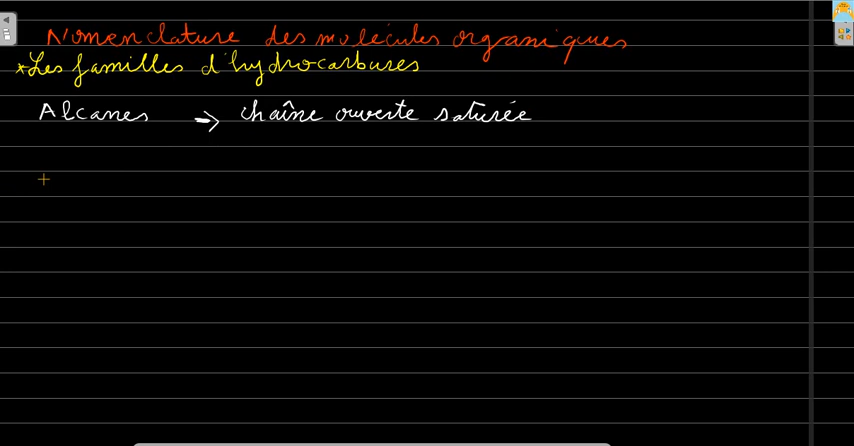 Nomenclature des molécules organiques
*Les familles d'hydrocarbures
Alcanes → chaîne ouverte saturée